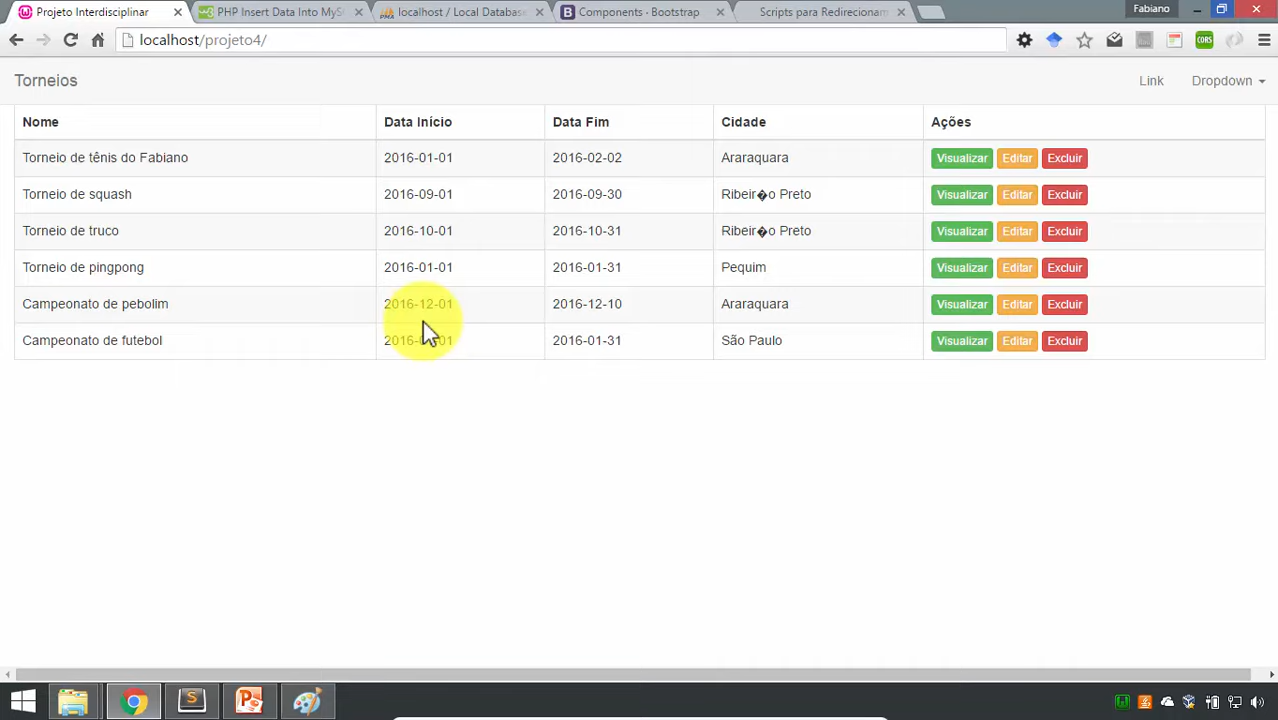 Projeto Interdisciplinar
PHP Insert Data Into MyS
localhost / Local Database
Components · Bootstrap
Scripts para Redirecionam
Fabiano
localhost/projeto4/
CORS
Torneios
Link
Dropdown
Nome Data Início Data Fim Cidade Ações
Torneio de tênis do Fabiano 2016-01-01 2016-02-02 Araraquara Visualizar Editar Excluir
Torneio de squash 2016-09-01 2016-09-30 Ribeir�o Preto Visualizar Editar Excluir
Torneio de truco 2016-10-01 2016-10-31 Ribeir�o Preto Visualizar Editar Excluir
Torneio de pingpong 2016-01-01 2016-01-31 Pequim Visualizar Editar Excluir
Campeonato de pebolim 2016-12-01 2016-12-10 Araraquara Visualizar Editar Excluir
Campeonato de futebol 2016-01-31 São Paulo Visualizar Editar Excluir